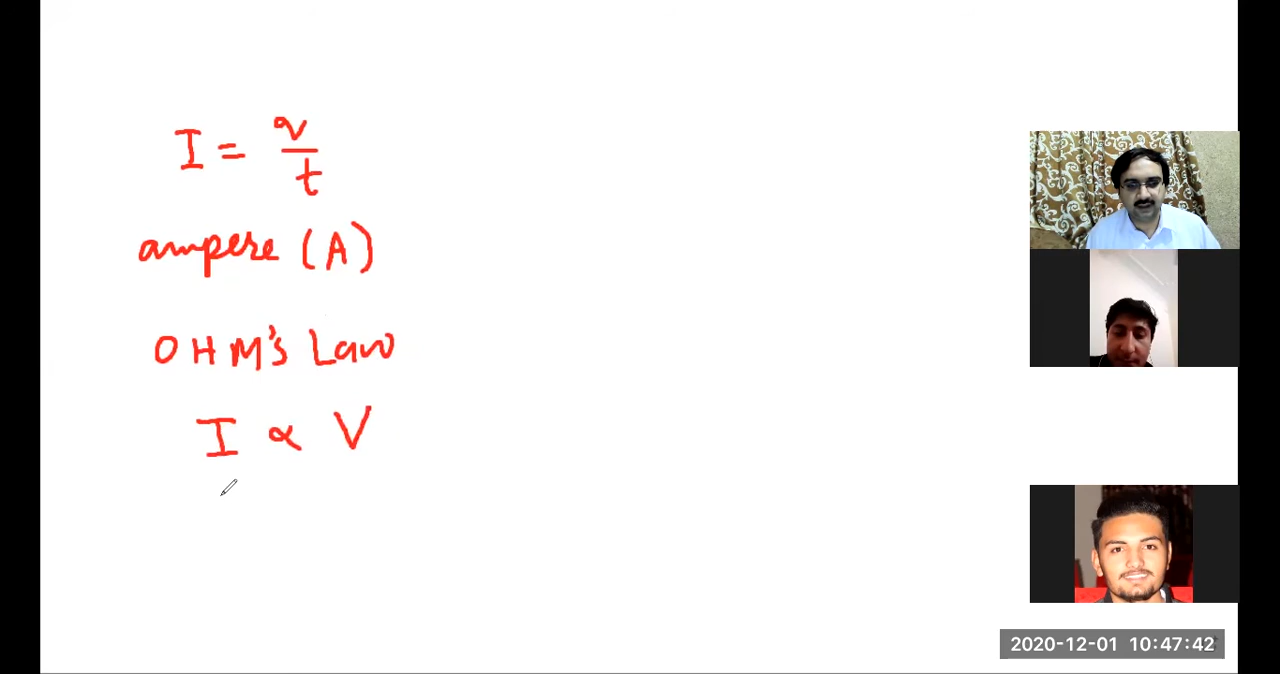 I = q/t
ampere (A)
OHM's Law
I ∝ V
2020-12-01 10:47:42